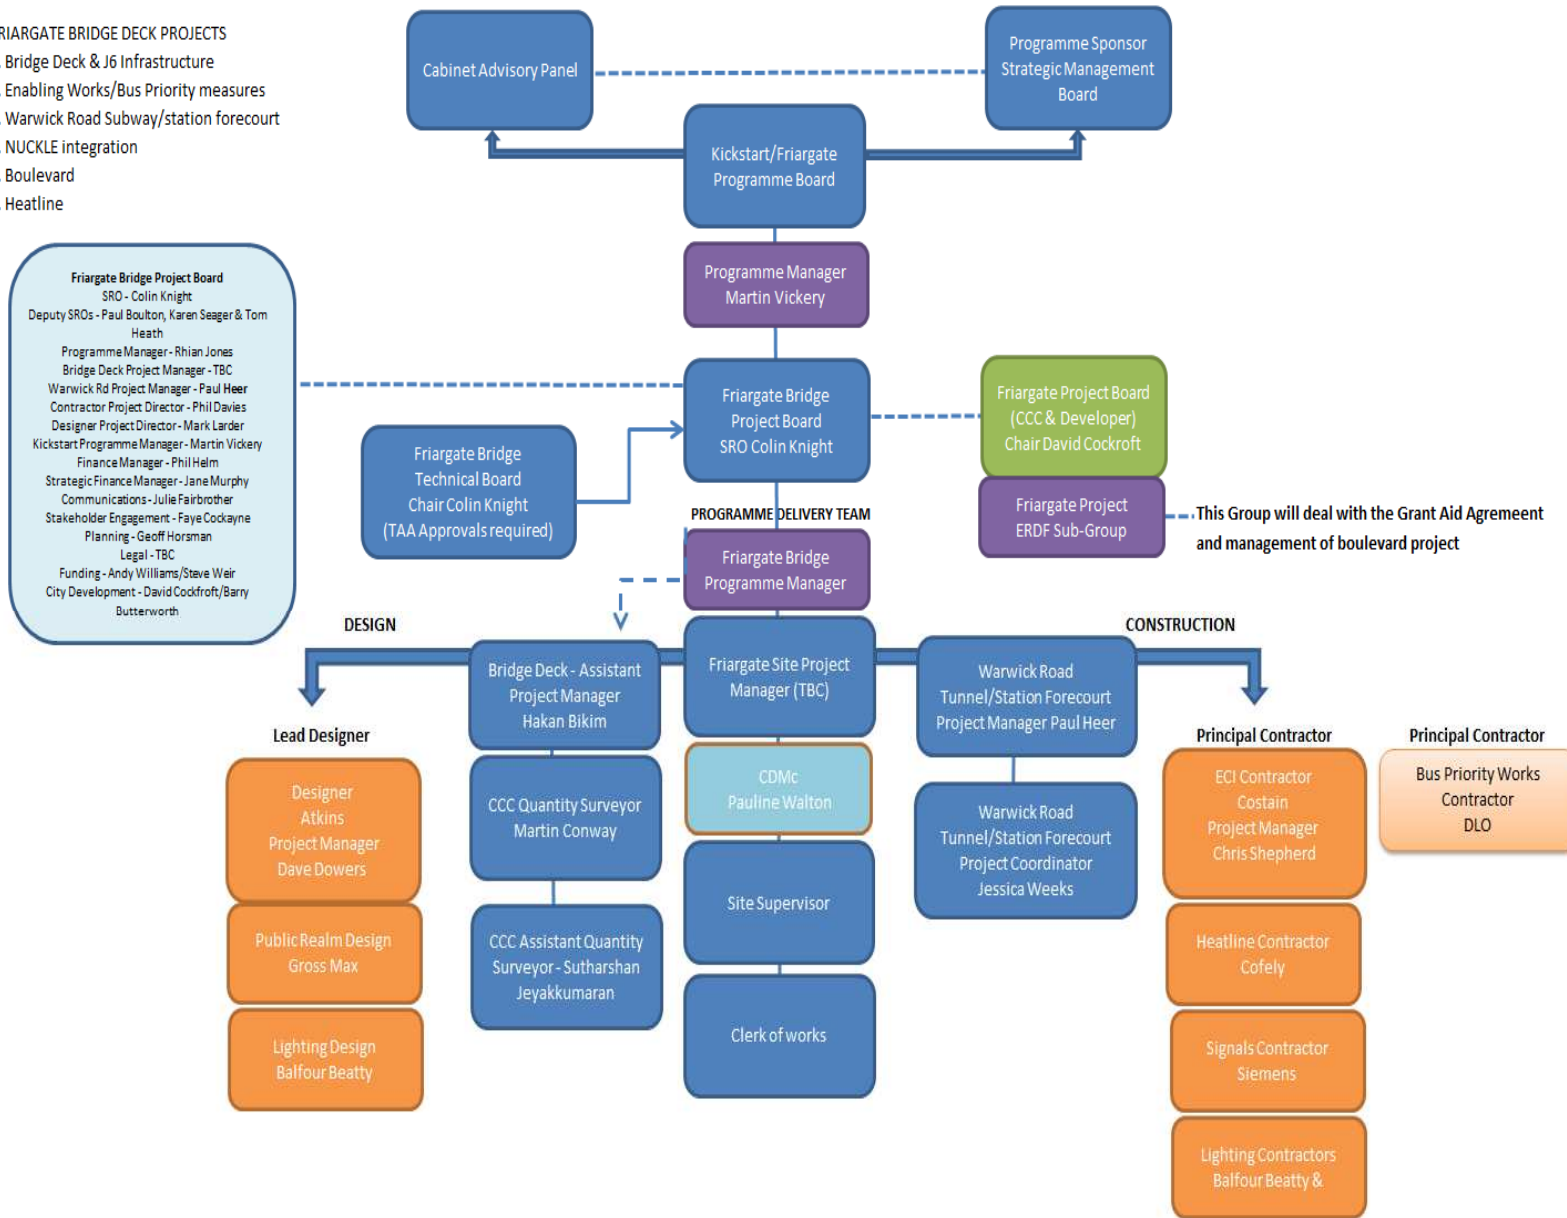 RIARGATE BRIDGE DECK PROJECTS
. Bridge Deck & J6 Infrastructure
. Enabling Works/Bus Priority measures
. Warwick Road Subway/station forecourt
. NUCKLE integration
. Boulevard
. Heatline
Cabinet Advisory Panel
Programme Sponsor
Strategic Management
Board
Kickstart/Friargate
Programme Board
Programme Manager
Martin Vickery
Friargate Bridge Project Board
SRO - Colin Knight
Deputy SROs - Paul Boulton, Karen Seager & Tom
Heath
Programme Manager - Rhian Jones
Bridge Deck Project Manager - TBC
Warwick Rd Project Manager - Paul Heer
Contractor Project Director - Phil Davies
Designer Project Director - Mark Larder
Kickstart Programme Manager - Martin Vickery
Finance Manager - Phil Helm
Strategic Finance Manager - Jane Murphy
Communications - Julie Fairbrother
Stakeholder Engagement - Faye Cockayne
Planning - Geoff Horsman
Legal - TBC
Funding - Andy Williams/Steve Weir
City Development - David Cockfroft/Barry
Butterworth
Friargate Bridge
Project Board
SRO Colin Knight
Friargate Project Board
(CCC & Developer)
Chair David Cockroft
Friargate Bridge
Technical Board
Chair Colin Knight
(TAA Approvals required)
Friargate Project
ERDF Sub-Group
This Group will deal with the Grant Aid Agremeent
and management of boulevard project
PROGRAMME DELIVERY TEAM
Friargate Bridge
Programme Manager
DESIGN
CONSTRUCTION
Bridge Deck - Assistant
Project Manager
Hakan Bikim
Friargate Site Project
Manager (TBC)
Warwick Road
Tunnel/Station Forecourt
Project Manager Paul Heer
Lead Designer
Principal Contractor
Principal Contractor
Designer
Atkins
Project Manager
Dave Dowers
CCC Quantity Surveyor
Martin Conway
CDMc
Pauline Walton
Warwick Road
Tunnel/Station Forecourt
Project Coordinator
Jessica Weeks
ECI Contractor
Costain
Project Manager
Chris Shepherd
Bus Priority Works
Contractor
DLO
Public Realm Design
Gross Max
CCC Assistant Quantity
Surveyor - Sutharshan
Jeyakkumaran
Site Supervisor
Heatline Contractor
Cofely
Lighting Design
Balfour Beatty
Clerk of works
Signals Contractor
Siemens
Lighting Contractors
Balfour Beatty &